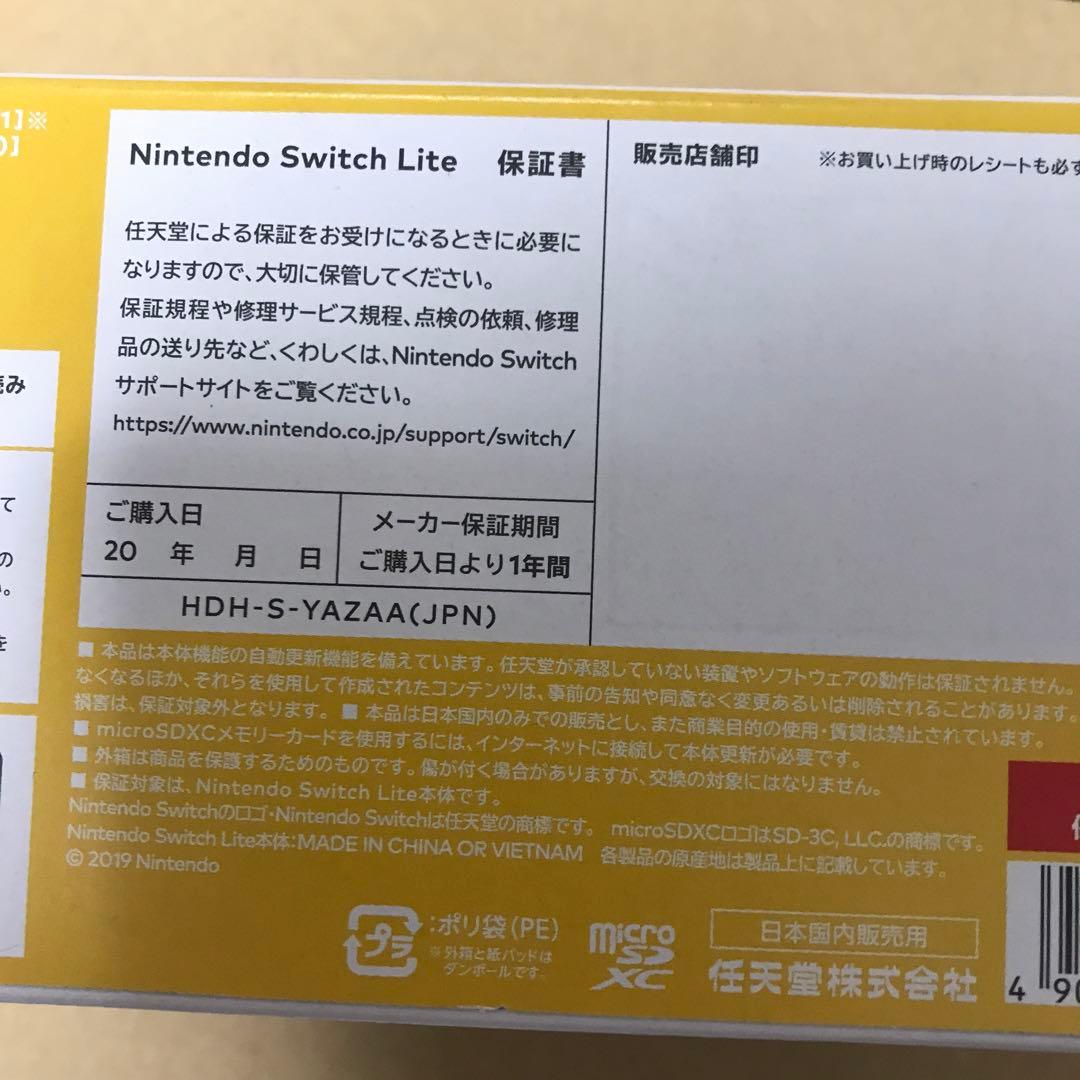 1]※
0]
Nintendo Switch Lite 保証書
任天堂による保証をお受けになるときに必要に
なりますので、大切に保管してください。
保証規程や修理サービス規程、点検の依頼、修理
品の送り先など、くわしくは、Nintendo Switch
サポートサイトをご覧ください。
https://www.nintendo.co.jp/support/switch/
販売店舗印 ※お買い上げ時のレシートも必ず
ご購入日
20 年 月 日
メーカー保証期間
ご購入日より1年間
HDH-S-YAZAA(JPN)
読み
て
の
。
を
■ 本品は本体機能の自動更新機能を備えています。任天堂が承認していない装置やソフトウェアの動作は保証されません。
なくなるほか、それらを使用して作成されたコンテンツは、事前の告知や同意なく変更あるいは削除されることがあります。
損害は、保証対象外となります。 ■ 本品は日本国内のみでの販売とし、また商業目的の使用・賃貸は禁止されています。
■ microSDXCメモリーカードを使用するには、インターネットに接続して本体更新が必要です。
■ 外箱は商品を保護するためのものです。傷が付く場合がありますが、交換の対象にはなりません。
■ 保証対象は、Nintendo Switch Lite本体です。
Nintendo Switchのロゴ・Nintendo Switchは任天堂の商標です。 microSDXCロゴはSD-3C, LLC.の商標です。
Nintendo Switch Lite本体：MADE IN CHINA OR VIETNAM 各製品の原産地は製品上に記載しています。
© 2019 Nintendo
プラ
：ポリ袋（PE）
※外箱と紙パッドは
ダンボールです。
micro
SD
XC
日本国内販売用
任天堂株式会社
4 90